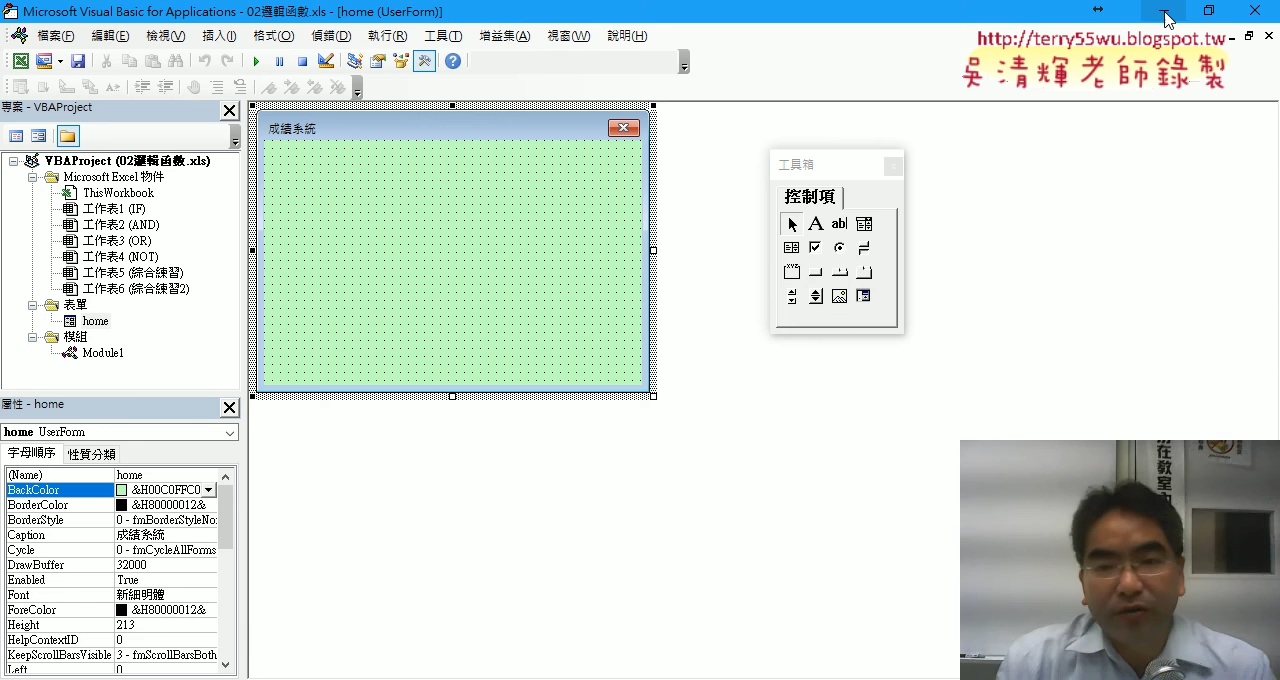 Microsoft Visual Basic for Applications - 02邏輯函數.xls - [home (UserForm)]
檔案(F) 編輯(E) 檢視(V) 插入(I) 格式(O) 偵錯(D) 執行(R) 工具(T) 增益集(A) 視窗(W) 說明(H)
http://terry55wu.blogspot.tw
吳清輝老師錄製
專案 - VBAProject
VBAProject (02邏輯函數.xls)
Microsoft Excel 物件
ThisWorkbook
工作表1 (IF)
工作表2 (AND)
工作表3 (OR)
工作表4 (NOT)
工作表5 (綜合練習)
工作表6 (綜合練習2)
表單
home
模組
Module1
成績系統
工具箱
控制項
A abl
xyz
屬性 - home
home UserForm
字母順序 性質分類
(Name) home
BackColor &H00C0FFC0
BorderColor &H80000012&
BorderStyle 0 - fmBorderStyleNo
Caption 成績系統
Cycle 0 - fmCycleAllForms
DrawBuffer 32000
Enabled True
Font 新細明體
ForeColor &H80000012&
Height 213
HelpContextID 0
KeepScrollBarsVisible 3 - fmScrollBarsBoth
Left 0
在教室內